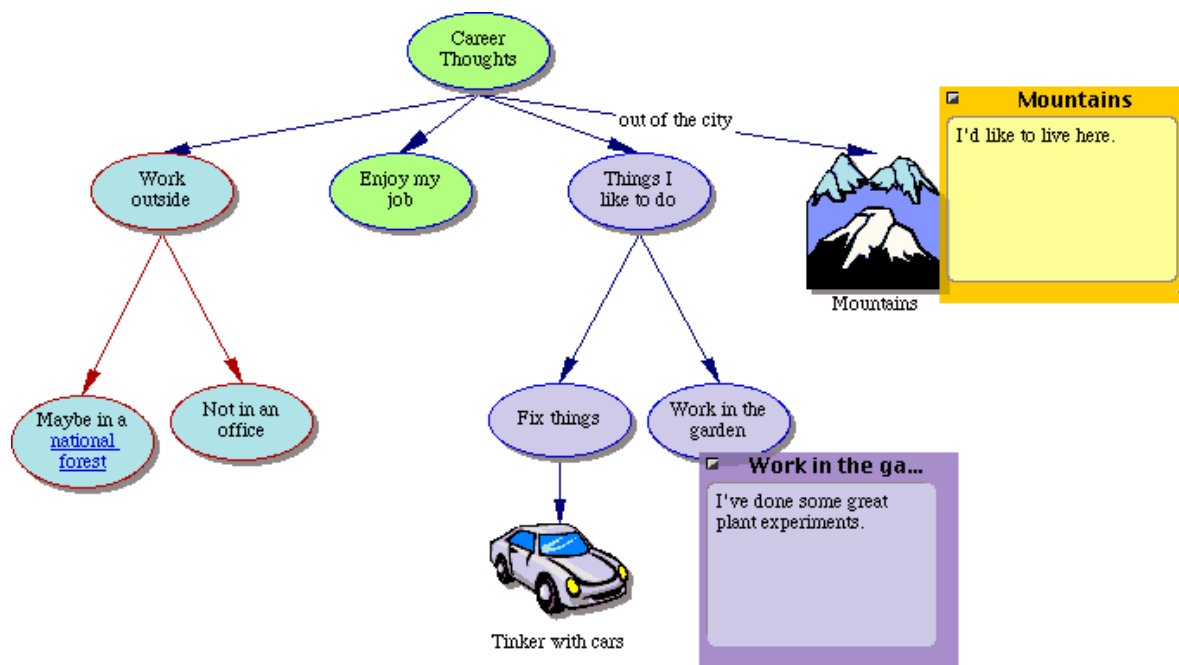 Career
Thoughts
out of the city
Mountains
I'd like to live here.
Work
outside
Enjoy my
job
Things I
like to do
Mountains
Maybe in a
national
forest
Not in an
office
Fix things
Work in the
garden
Work in the ga...
I've done some great
plant experiments.
Tinker with cars